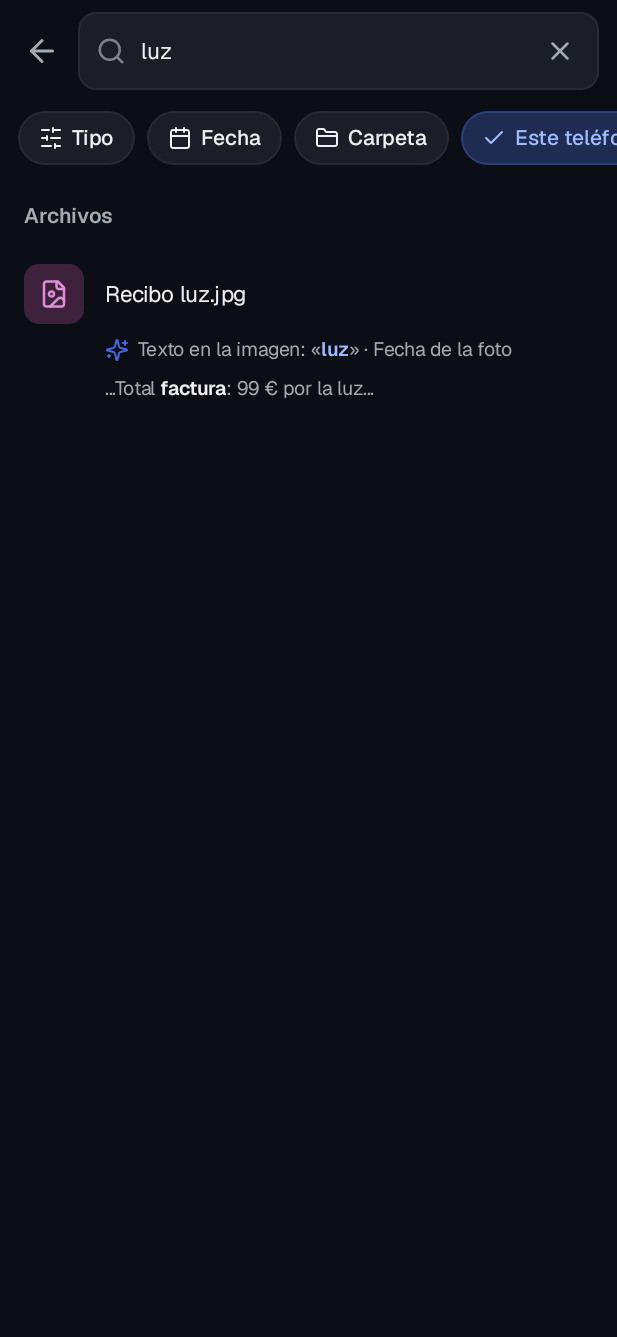 luz
Tipo
Fecha
Carpeta
Este teléfo
Archivos
Recibo luz.jpg
Texto en la imagen: «luz» · Fecha de la foto
...Total factura: 99 € por la luz...